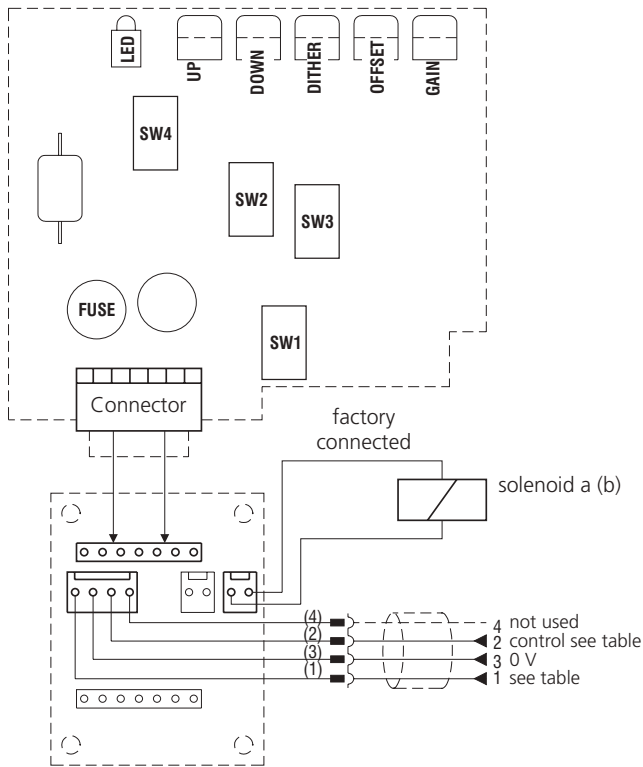 LED
UP
DOWN
DITHER
OFFSET
GAIN
SW4
SW2
SW3
FUSE
SW1
Connector
factory
connected
solenoid a (b)
(4)
4 not used
(2)
2 control see table
(3)
3 0 V
(1)
1 see table